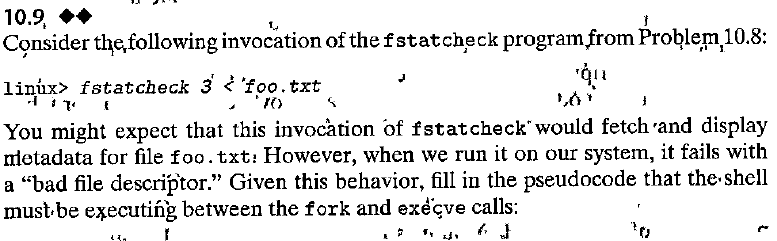 10.9 ◆◆
Consider the following invocation of the fstatcheck program from Problem 10.8:
linux> fstatcheck 3 < foo.txt
You might expect that this invocation of fstatcheck would fetch and display
metadata for file foo.txt. However, when we run it on our system, it fails with
a “bad file descriptor.” Given this behavior, fill in the pseudocode that the shell
must be executing between the fork and execve calls: